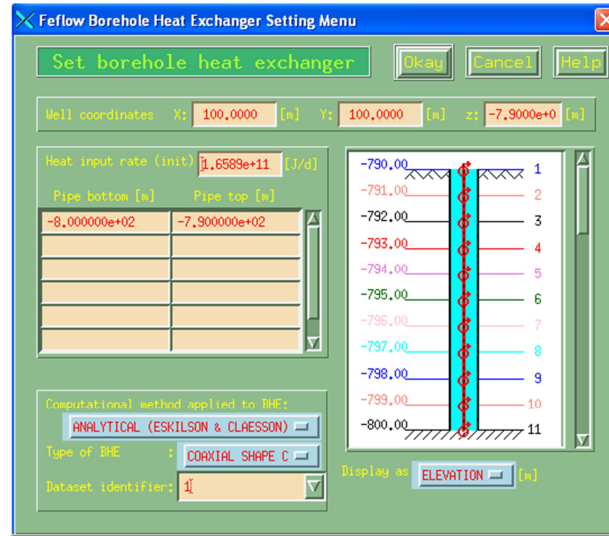 Feflow Borehole Heat Exchanger Setting Menu
Set borehole heat exchanger Okay Cancel Help
Well coordinates X: 100.0000 [m] Y: 100.0000 [m] z: -7.9000e+0 [m]
Heat input rate (init) 1.6589e+11 [J/d]
Pipe bottom [m] Pipe top [m]
-8.000000e+02 -7.900000e+02
-790.00 1
-791.00 2
-792.00 3
-793.00 4
-794.00 5
-795.00 6
-796.00 7
-797.00 8
-798.00 9
-799.00 10
-800.00 11
Computational method applied to BHE:
ANALYTICAL (ESKILSON & CLAESSON)
Type of BHE : COAXIAL SHAPE C
Dataset identifier: 1
Display as ELEVATION [m]